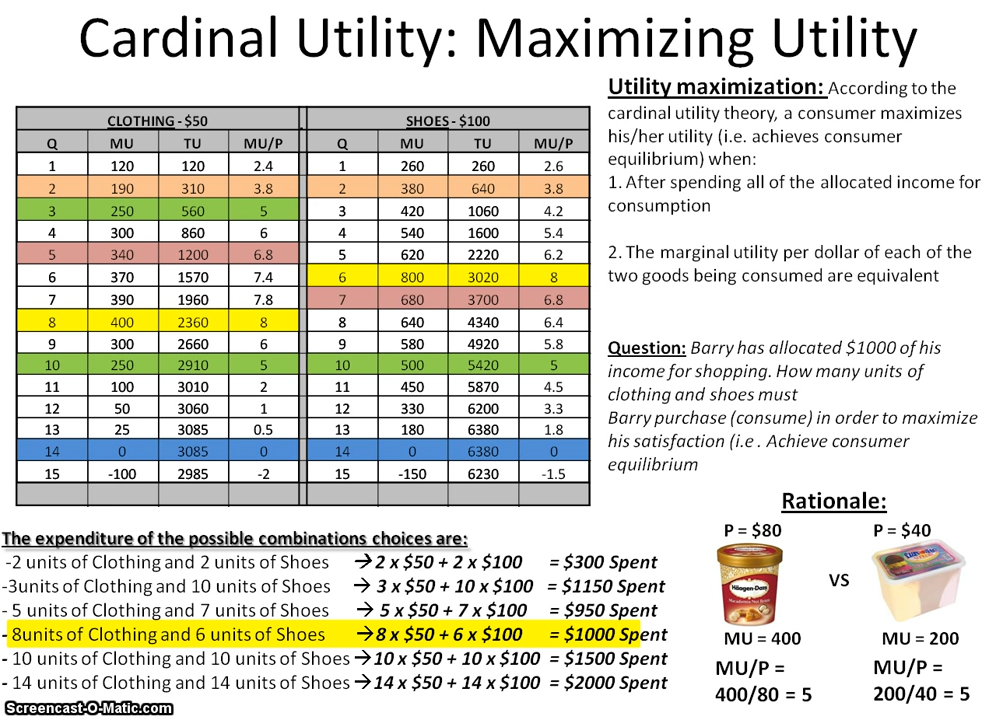 Cardinal Utility: Maximizing Utility
CLOTHING - $50 SHOES - $100
Q MU TU MU/P Q MU TU MU/P
1 120 120 2.4 1 260 260 2.6
2 190 310 3.8 2 380 640 3.8
3 250 560 5 3 420 1060 4.2
4 300 860 6 4 540 1600 5.4
5 340 1200 6.8 5 620 2220 6.2
6 370 1570 7.4 6 800 3020 8
7 390 1960 7.8 7 680 3700 6.8
8 400 2360 8 8 640 4340 6.4
9 300 2660 6 9 580 4920 5.8
10 250 2910 5 10 500 5420 5
11 100 3010 2 11 450 5870 4.5
12 50 3060 1 12 330 6200 3.3
13 25 3085 0.5 13 180 6380 1.8
14 0 3085 0 14 0 6380 0
15 -100 2985 -2 15 -150 6230 -1.5
Utility maximization: According to the
cardinal utility theory, a consumer maximizes
his/her utility (i.e. achieves consumer
equilibrium) when:
1. After spending all of the allocated income for
consumption
2. The marginal utility per dollar of each of the
two goods being consumed are equivalent
Question: Barry has allocated $1000 of his
income for shopping. How many units of
clothing and shoes must
Barry purchase (consume) in order to maximize
his satisfaction (i.e . Achieve consumer
equilibrium
The expenditure of the possible combinations choices are:
-2 units of Clothing and 2 units of Shoes →2 x $50 + 2 x $100 = $300 Spent
-3units of Clothing and 10 units of Shoes → 3 x $50 + 10 x $100 = $1150 Spent
- 5 units of Clothing and 7 units of Shoes → 5 x $50 + 7 x $100 = $950 Spent
- 8units of Clothing and 6 units of Shoes →8 x $50 + 6 x $100 = $1000 Spent
- 10 units of Clothing and 10 units of Shoes →10 x $50 + 10 x $100 = $1500 Spent
- 14 units of Clothing and 14 units of Shoes →14 x $50 + 14 x $100 = $2000 Spent
Rationale:
P = $80 P = $40
Häagen-Dazs
VS
MU = 400 MU = 200
MU/P = MU/P =
400/80 = 5 200/40 = 5
Screencast-O-Matic.com